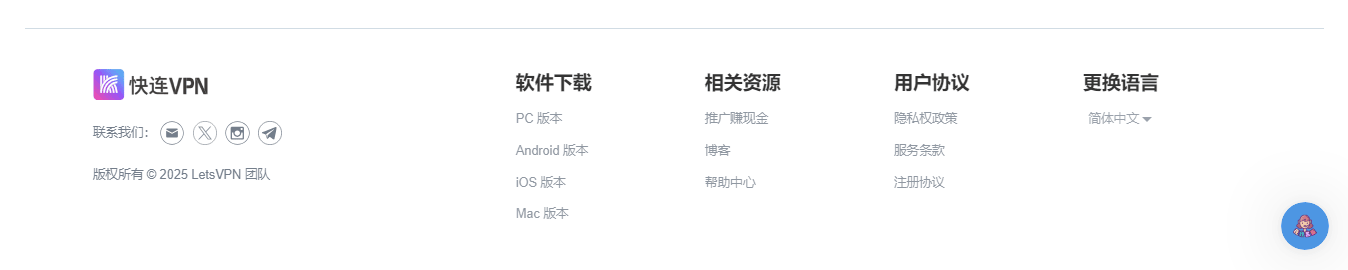 快连VPN
联系我们:
版权所有 © 2025 LetsVPN 团队
软件下载
PC 版本
Android 版本
iOS 版本
Mac 版本
相关资源
推广赚现金
博客
帮助中心
用户协议
隐私权政策
服务条款
注册协议
更换语言
简体中文